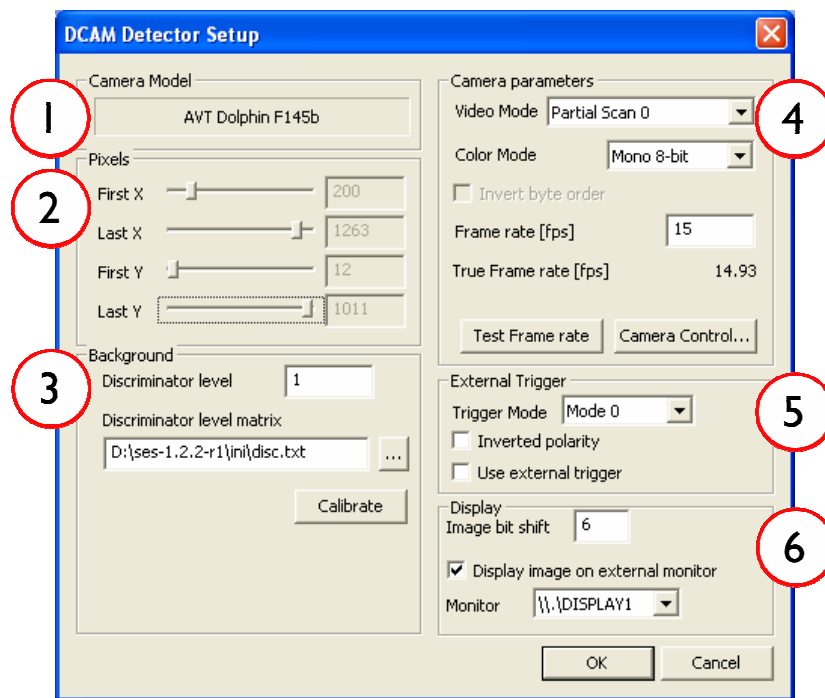 DCAM Detector Setup
Camera Model
1
AVT Dolphin F145b
Pixels
2
First X 200
Last X 1263
First Y 12
Last Y 1011
Background
3
Discriminator level 1
Discriminator level matrix
D:\ses-1.2.2-r1\ini\disc.txt ...
Calibrate
Camera parameters
4
Video Mode Partial Scan 0
Color Mode Mono 8-bit
Invert byte order
Frame rate [fps] 15
True Frame rate [fps] 14.93
Test Frame rate Camera Control...
External Trigger
5
Trigger Mode Mode 0
Inverted polarity
Use external trigger
Display
6
Image bit shift 6
Display image on external monitor
Monitor \\.\DISPLAY1
OK Cancel